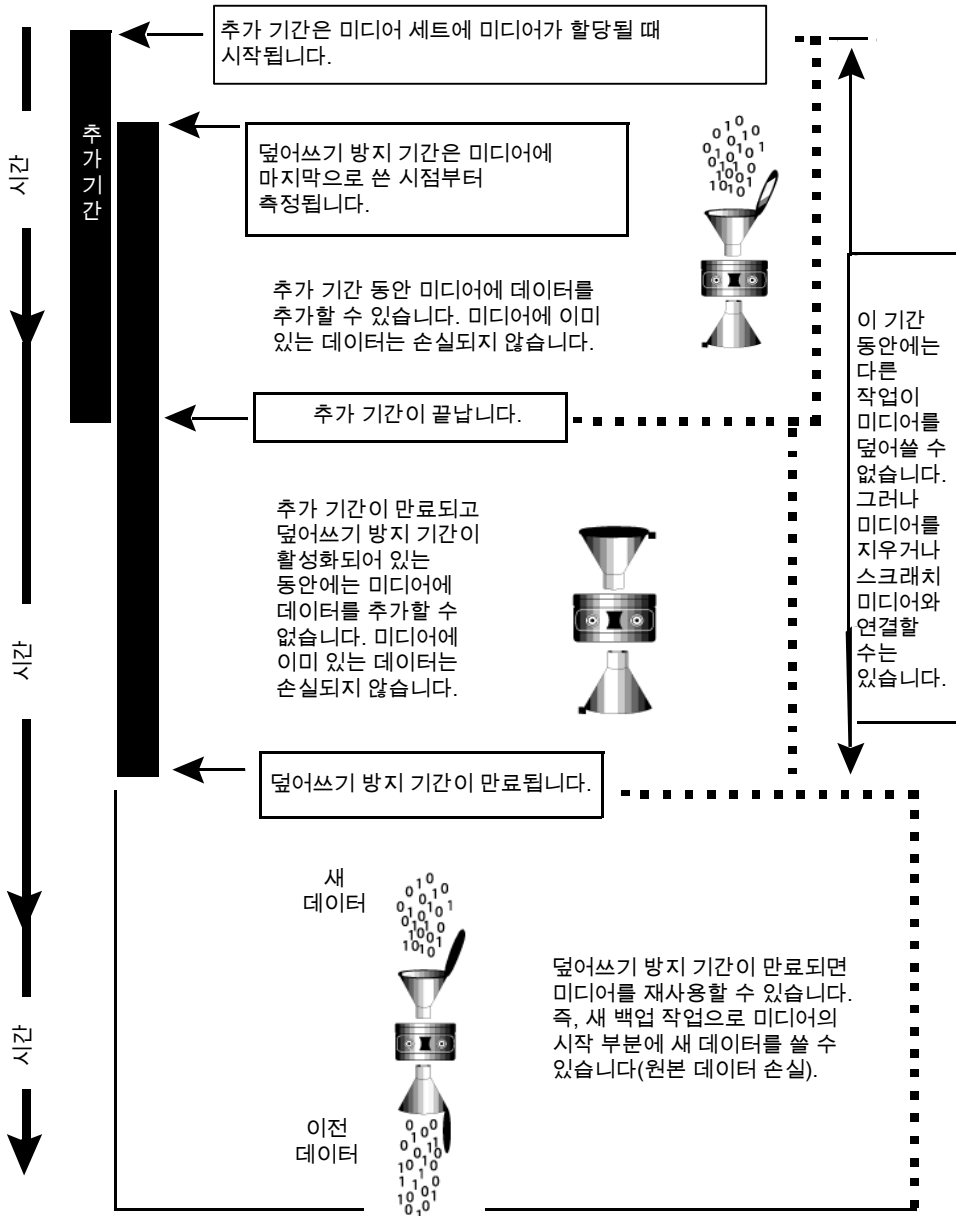 추가 기간은 미디어 세트에 미디어가 할당될 때
시작됩니다.
시간
추가기간
덮어쓰기 방지 기간은 미디어에
마지막으로 쓴 시점부터
측정됩니다.
추가 기간 동안 미디어에 데이터를
추가할 수 있습니다. 미디어에 이미
있는 데이터는 손실되지 않습니다.
이 기간
동안에는
다른
작업이
미디어를
덮어쓸 수
없습니다.
그러나
미디어를
지우거나
스크래치
미디어와
연결할
수는
있습니다.
추가 기간이 끝납니다.
추가 기간이 만료되고
덮어쓰기 방지 기간이
활성화되어 있는
동안에는 미디어에
데이터를 추가할 수
없습니다. 미디어에
이미 있는 데이터는
손실되지 않습니다.
시간
덮어쓰기 방지 기간이 만료됩니다.
새
데이터
덮어쓰기 방지 기간이 만료되면
미디어를 재사용할 수 있습니다.
즉, 새 백업 작업으로 미디어의
시작 부분에 새 데이터를 쓸 수
있습니다(원본 데이터 손실).
시간
이전
데이터